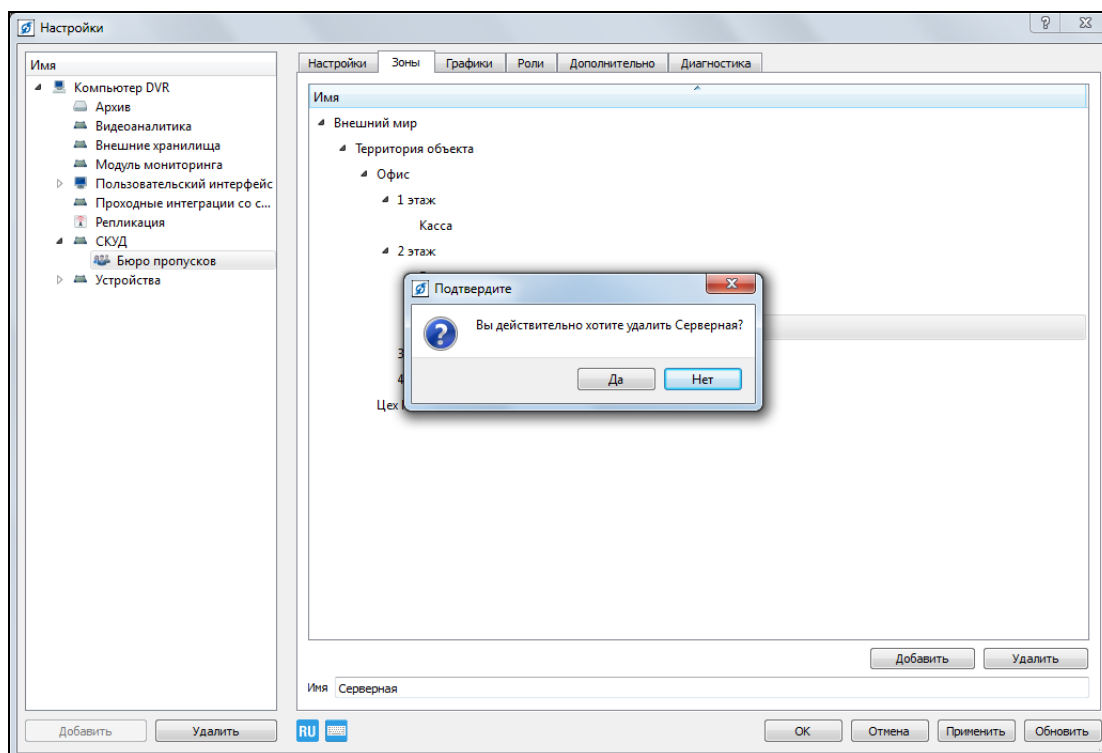 Настройки
Имя
Компьютер DVR
Архив
Видеоаналитика
Внешние хранилища
Модуль мониторинга
Пользовательский интерфейс
Проходные интеграции со с...
Репликация
СКУД
Бюро пропусков
Устройства
Добавить Удалить
Настройки Зоны Графики Роли Дополнительно Диагностика
Имя
Внешний мир
Территория объекта
Офис
1 этаж
Касса
2 этаж
Подтвердите
Вы действительно хотите удалить Серверная?
Да Нет
3
4
Цех
Добавить Удалить
Имя Серверная
RU
OK Отмена Применить Обновить